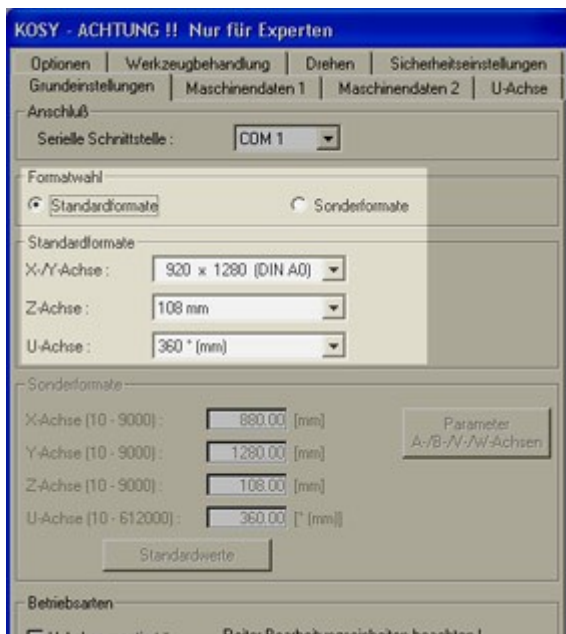 KOSY - ACHTUNG !! Nur für Experten
Optionen Werkzeugbehandlung Drehen Sicherheitseinstellungen
Grundeinstellungen Maschinendaten 1 Maschinendaten 2 U-Achse
Anschluß
Serielle Schnittstelle : COM 1
Formatwahl
Standardformate Sonderformate
Standardformate
X-/Y-Achse : 920 x 1280 (DIN A0)
Z-Achse : 108 mm
U-Achse : 360 ° (mm)
Sonderformate
X-Achse (10 - 9000) : 880.00 [mm]
Parameter
A-/B-/V-/W-Achsen
Y-Achse (10 - 9000) : 1280.00 [mm]
Z-Achse (10 - 9000) : 108.00 [mm]
U-Achse (10 - 612000) : 360.00 [° (mm)]
Standardwerte
Betriebsarten